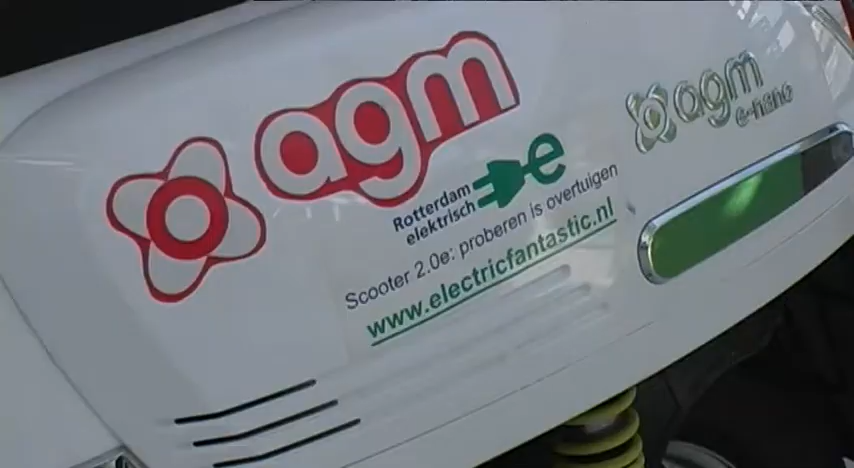 agm
agm
e-nano
Rotterdam
elektrisch
e
Scooter 2.0e: proberen is overtuigen
www.electricfantastic.nl